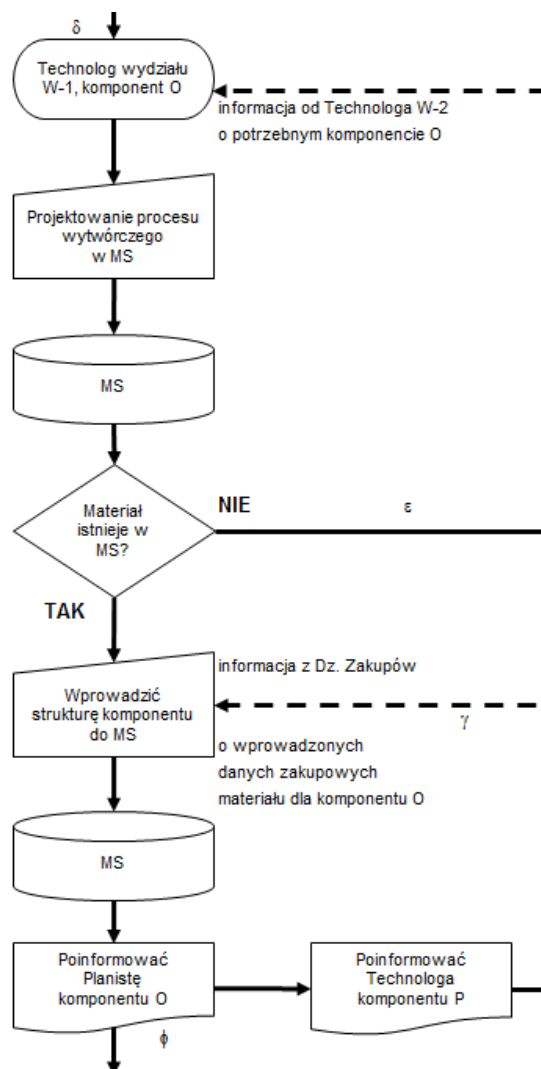 δ
Technolog wydziału
W-1, komponent O
informacja od Technologa W-2
o potrzebnym komponencie O
Projektowanie procesu
wytwórczego
w MS
MS
Materiał
istnieje w
MS?
NIE
ε
TAK
informacja z Dz. Zakupów
Wprowadzić
strukturę komponentu
do MS
γ
o wprowadzonych
danych zakupowych
materiału dla komponentu O
MS
Poinformować
Planistę
komponentu O
Poinformować
Technologa
komponentu P
ϕ